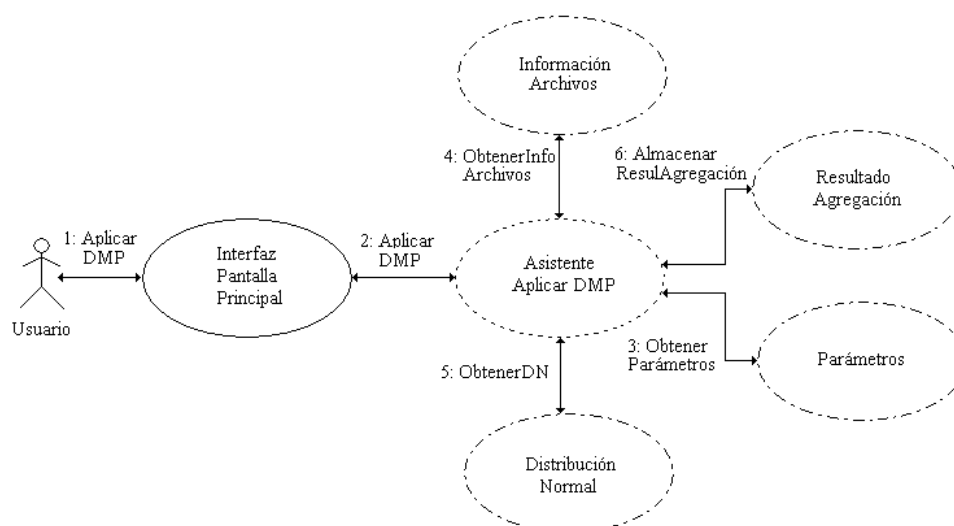 Información
Archivos
4: ObtenerInfo
Archivos
6: Almacenar
ResulAgregación
Resultado
Agregación
1: Aplicar
DMP
Interfaz
Pantalla
Principal
2: Aplicar
DMP
Asistente
Aplicar DMP
Usuario
5: ObtenerDN
3: Obtener
Parámetros
Parámetros
Distribución
Normal